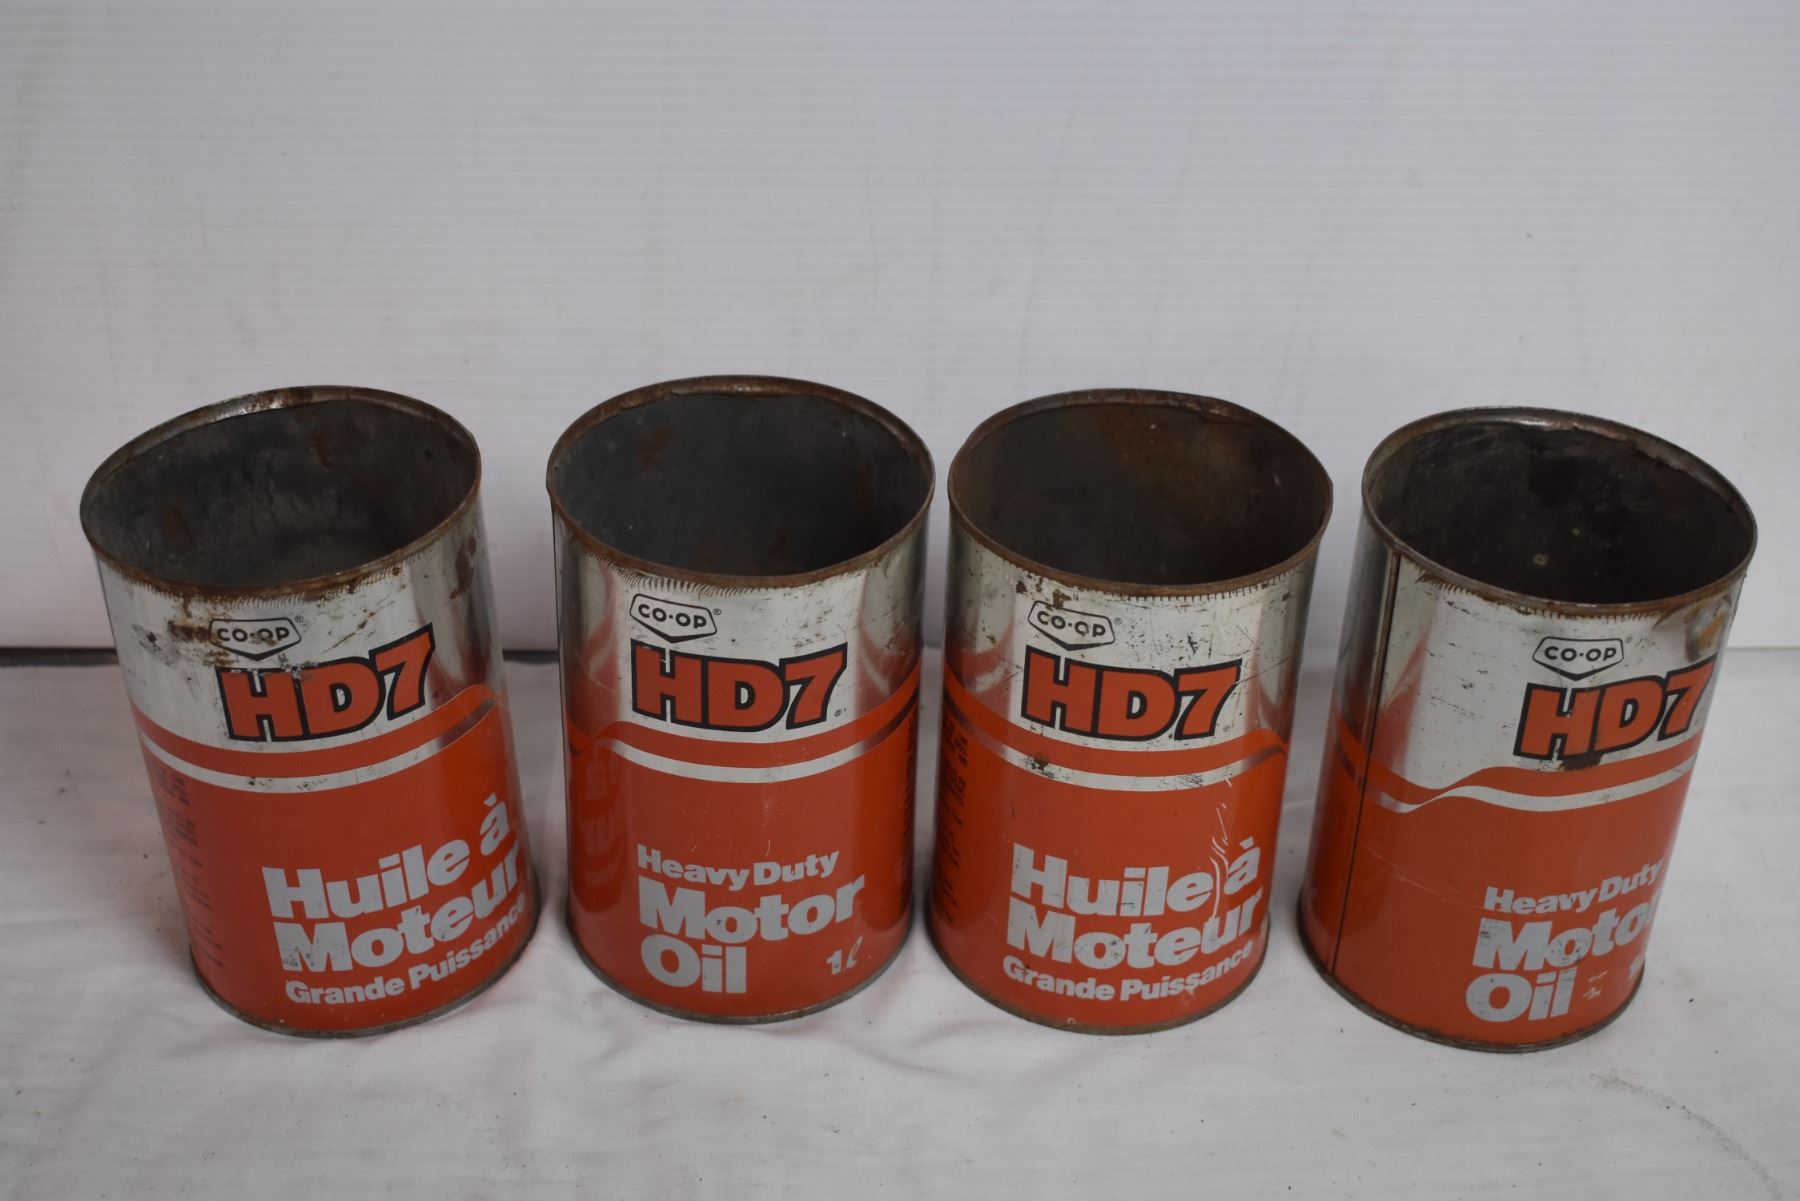 CO-OP®
HD7
Huile à
Moteur
Grande Puissance
CO-OP®
HD7®
Heavy Duty
Motor
Oil 1ℓ
CO-OP®
HD7®
Huile à
Moteur
Grande Puissance
CO-OP®
HD7
Heavy Duty
Motor
Oil 1